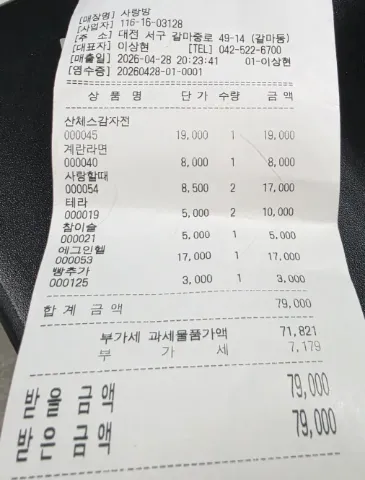 [매장명] 사랑방
[사업자] 116-16-03128
[주 소] 대전 서구 갈마중로 49-14 (갈마동)
[대표자] 이상현 [TEL] 042-522-6700
[매출일] 2026-04-28 20:23:41 01-이상현
[영수증] 20260428-01-0001
상 품 명 단 가 수량 금 액
산체스감자전
000045 19,000 1 19,000
계란라면
000040 8,000 1 8,000
사랑할때
000054 8,500 2 17,000
테라
000019 5,000 2 10,000
참이슬
000021 5,000 1 5,000
에그인헬
000053 17,000 1 17,000
빵추가
000125 3,000 1 3,000
합 계 금 액 79,000
부가세 과세물품가액 71,821
부 가 세 7,179
받을금액 79,000
받은금액 79,000